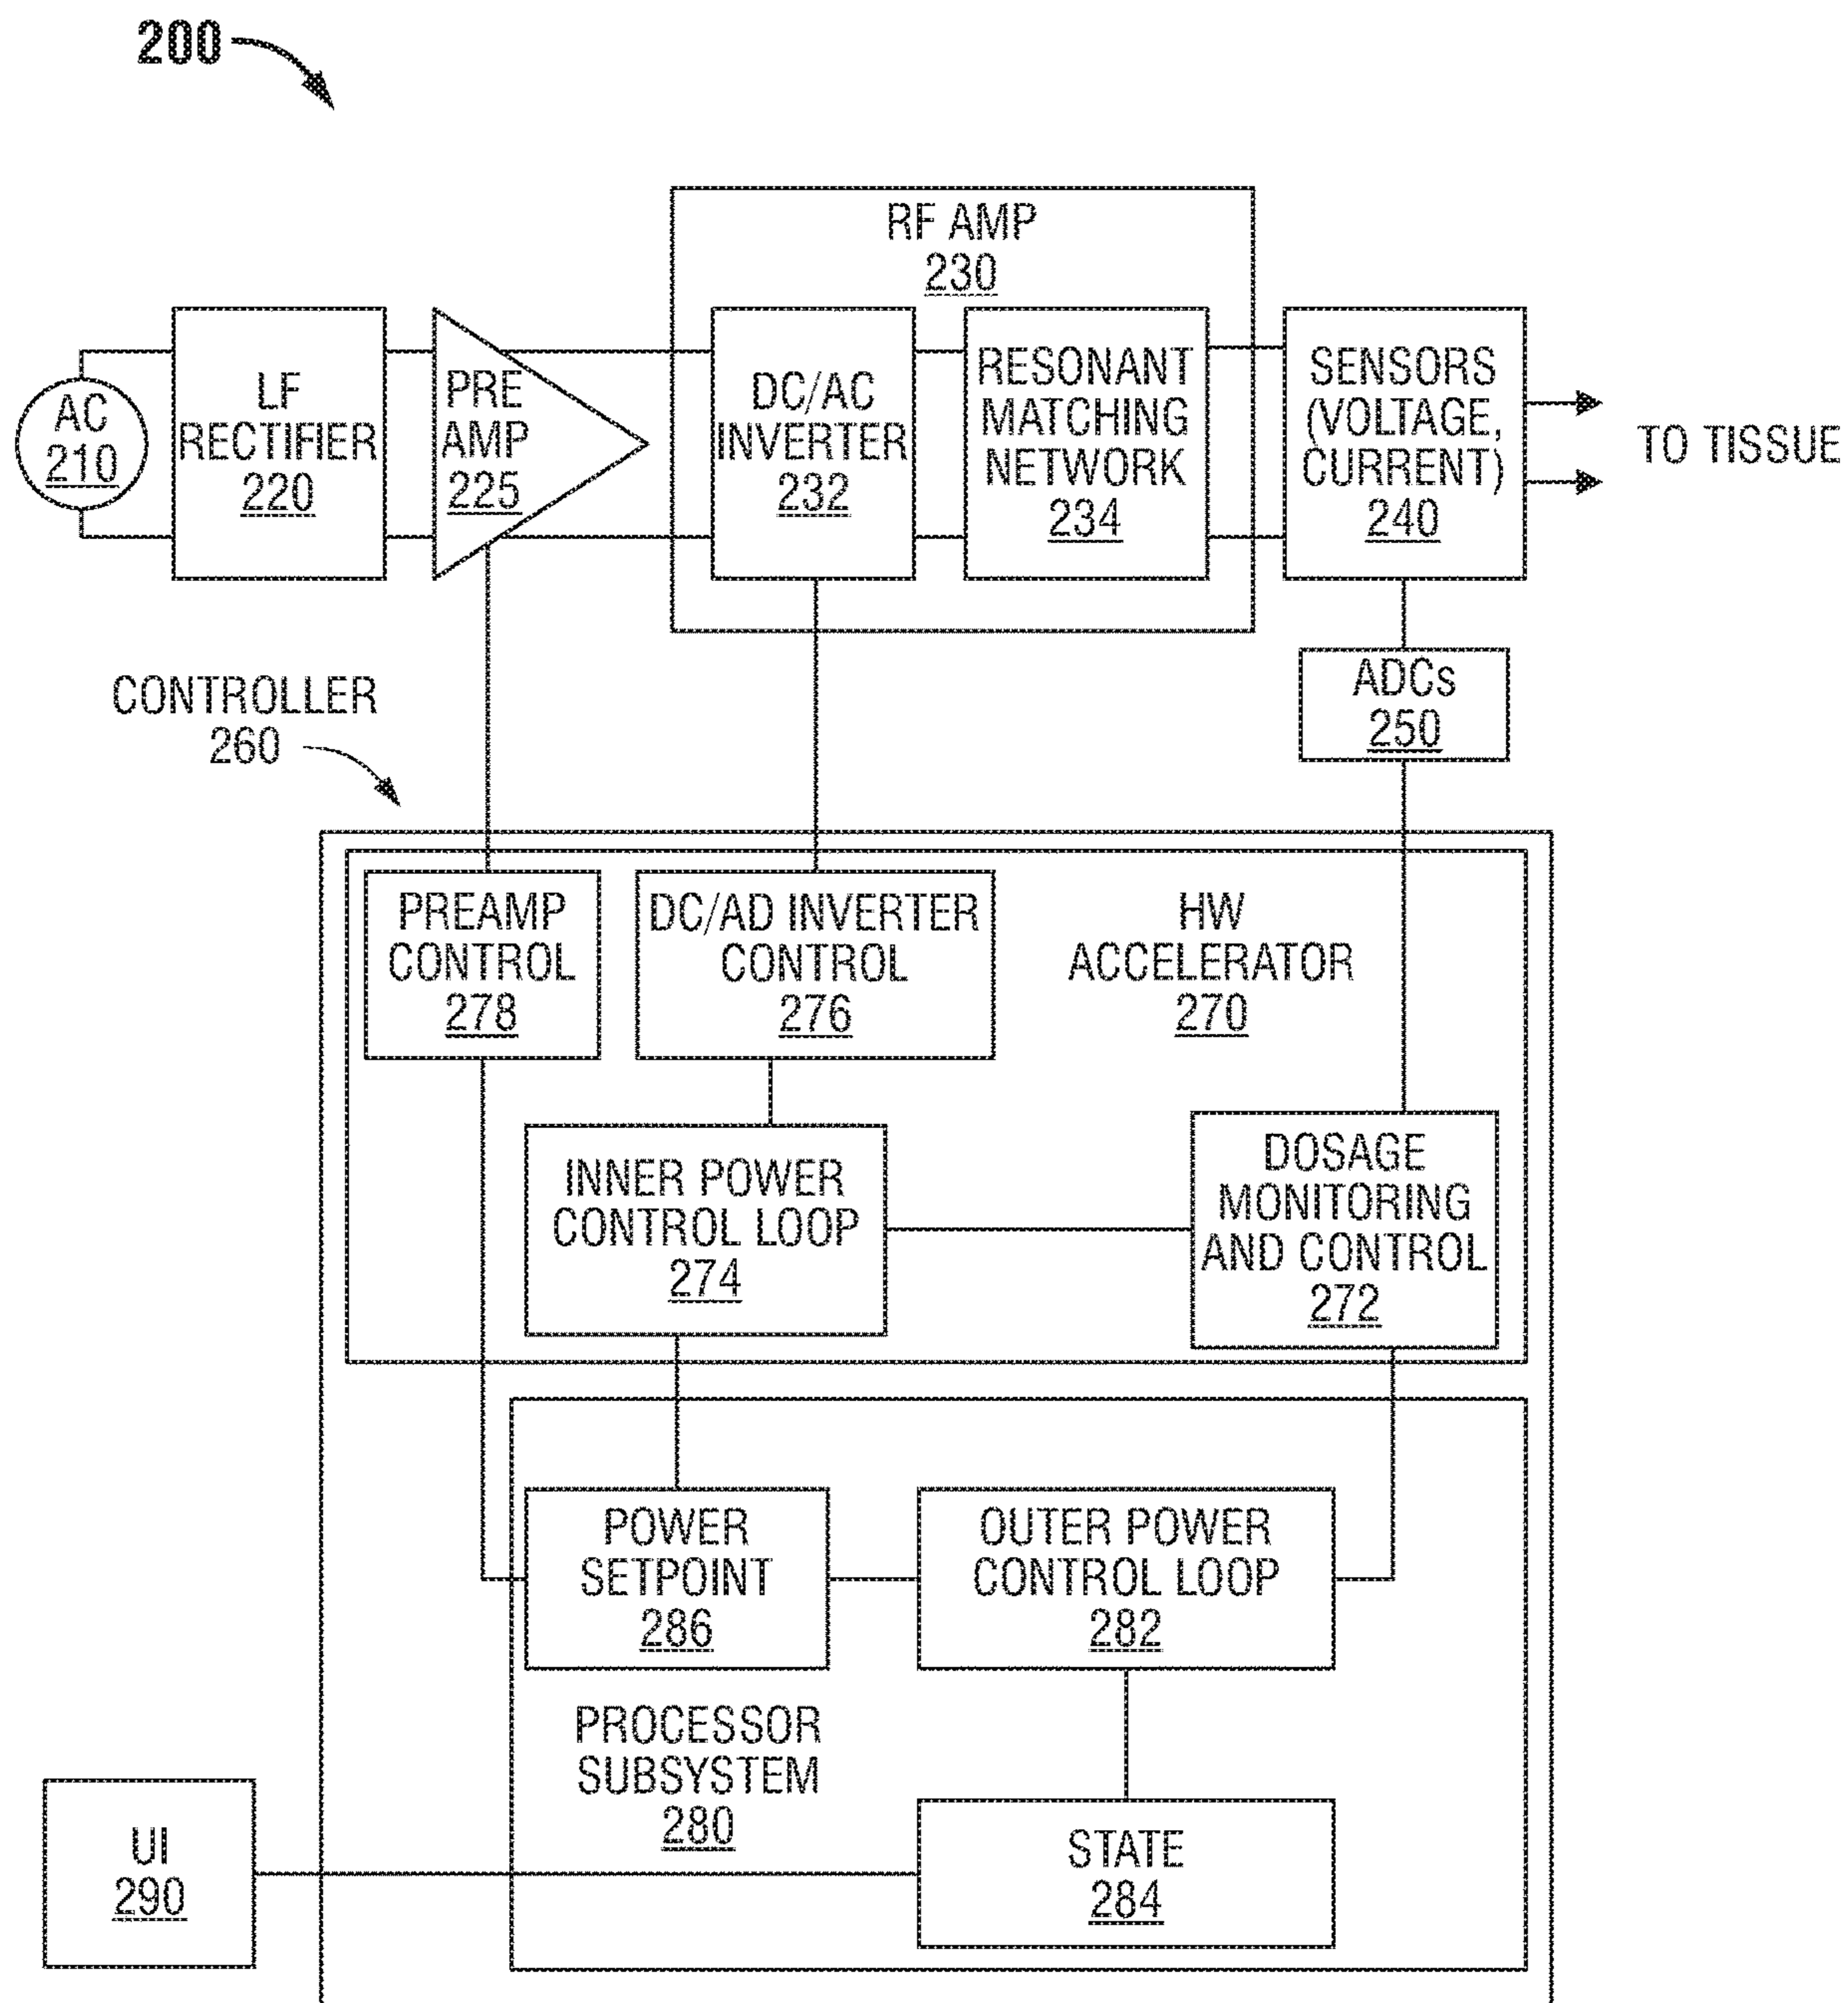 200
RF AMP
230
AC
210
LF
RECTIFIER
220
PRE
AMP
225
DC/AC
INVERTER
232
RESONANT
MATCHING
NETWORK
234
SENSORS
(VOLTAGE,
CURRENT)
240
TO TISSUE
CONTROLLER
260
ADCs
250
PREAMP
CONTROL
278
DC/AD INVERTER
CONTROL
276
HW
ACCELERATOR
270
INNER POWER
CONTROL LOOP
274
DOSAGE
MONITORING
AND CONTROL
272
POWER
SETPOINT
286
OUTER POWER
CONTROL LOOP
282
PROCESSOR
SUBSYSTEM
280
UI
290
STATE
284